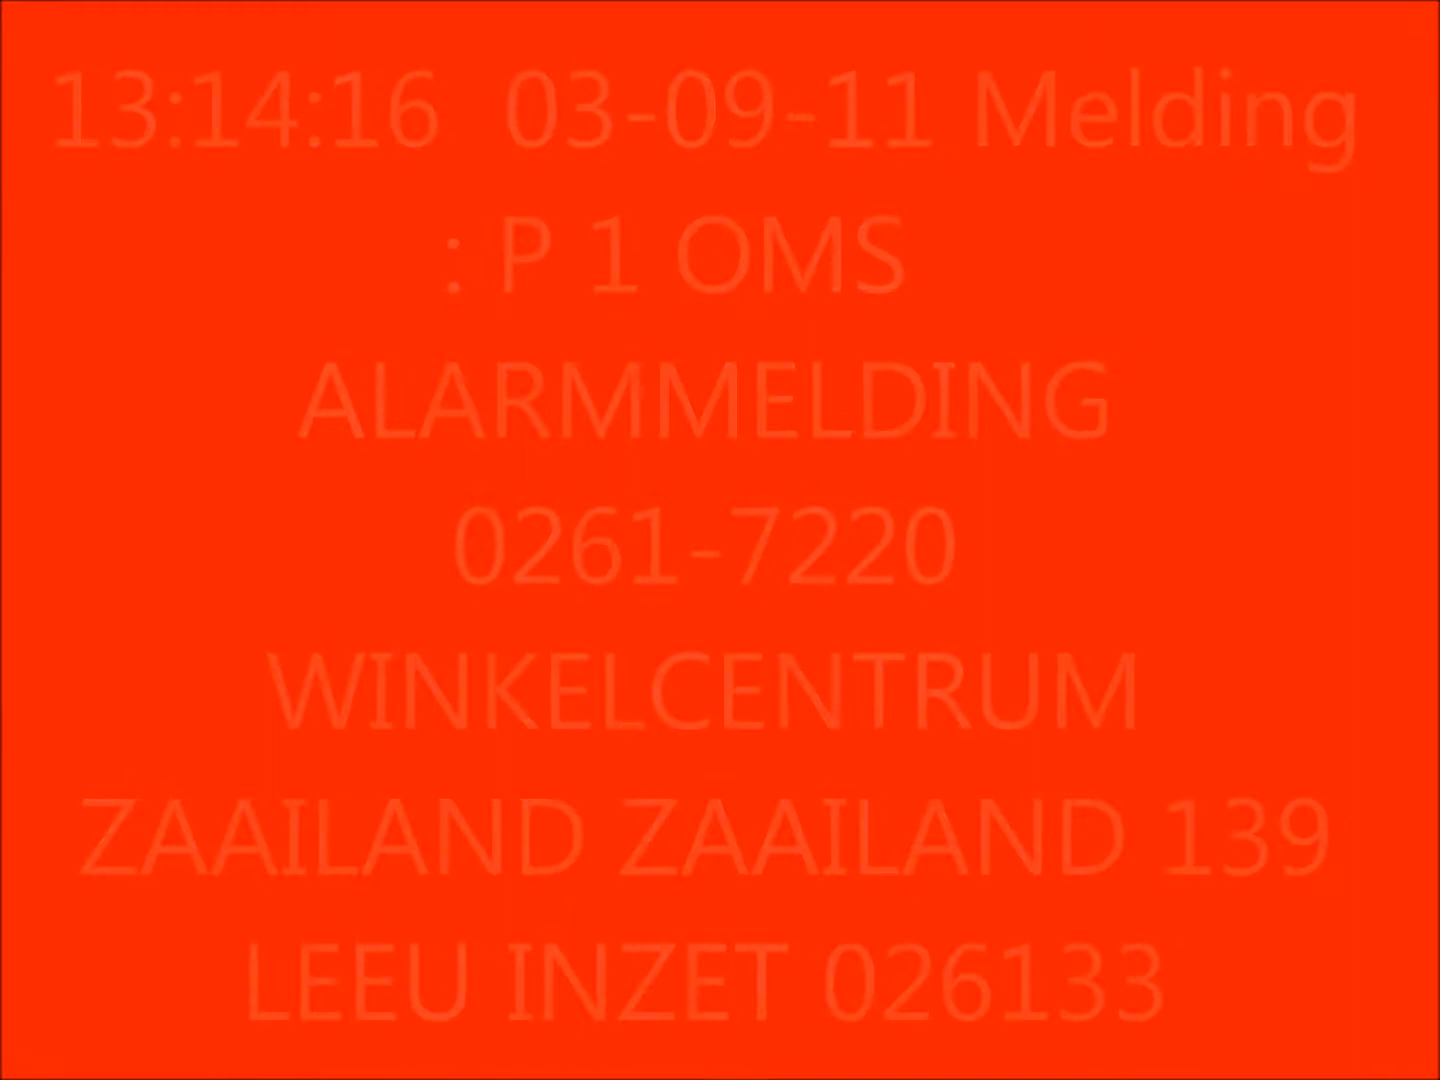 13:14:16  03-09-11 Melding
: P 1 OMS
ALARMMELDING
0261-7220
WINKELCENTRUM
ZAAILAND ZAAILAND 139
LEEU INZET 026133